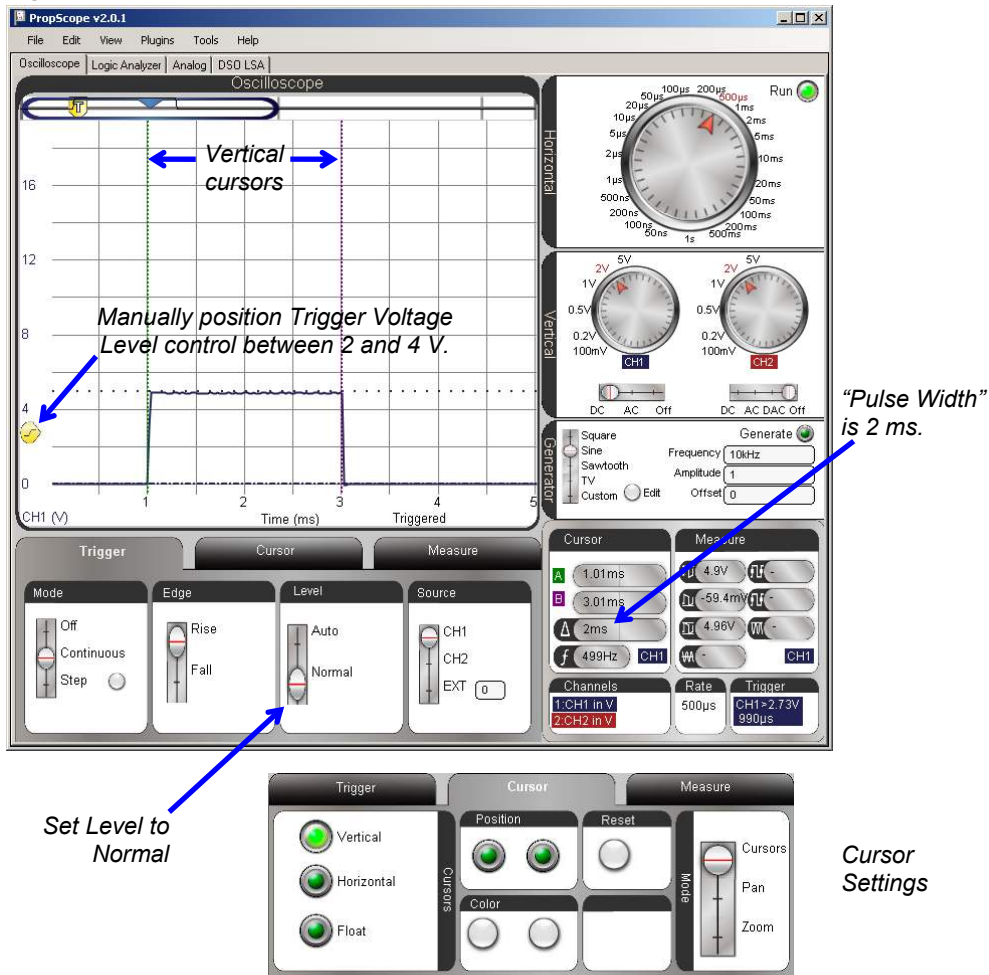 PropScope v2.0.1
File Edit View Plugins Tools Help
Oscilloscope Logic Analyzer Analog DSO LSA
Oscilloscope
T
Vertical
cursors
16
12
8
4
0
Manually position Trigger Voltage
Level control between 2 and 4 V.
1 2 3 4 5
CH1 (V) Time (ms) Triggered
Horizontal
Run
50ns
100ns
200ns
500ns
1µs
2µs
5µs
10µs
20µs
50µs
100µs
200µs
500µs
1ms
2ms
5ms
10ms
20ms
50ms
100ms
200ms
500ms
1s
Vertical
5V
2V
1V
0.5V
0.2V
100mV
CH1
DC AC Off
5V
2V
1V
0.5V
0.2V
100mV
CH2
DC AC DAC Off
"Pulse Width"
is 2 ms.
Generator
Square
Sine
Sawtooth
TV
Custom Edit
Generate
Frequency 10kHz
Amplitude 1
Offset 0
Trigger Cursor Measure
Mode
Off
Continuous
Step
Edge
Rise
Fall
Level
Auto
Normal
Source
CH1
CH2
EXT 0
Cursor
A 1.01ms
B 3.01ms
Δ 2ms
f 499Hz CH1
Measure
4.9V -
-59.4mV -
4.96V -
- CH1
Channels
1:CH1 in V
2:CH2 in V
Rate
500µs
Trigger
CH1>2.73V
990µs
Set Level to
Normal
Trigger Cursor Measure
Vertical
Horizontal
Float
Cursors
Position
Reset
Color
Mode
Cursors
Pan
Zoom
Cursor
Settings